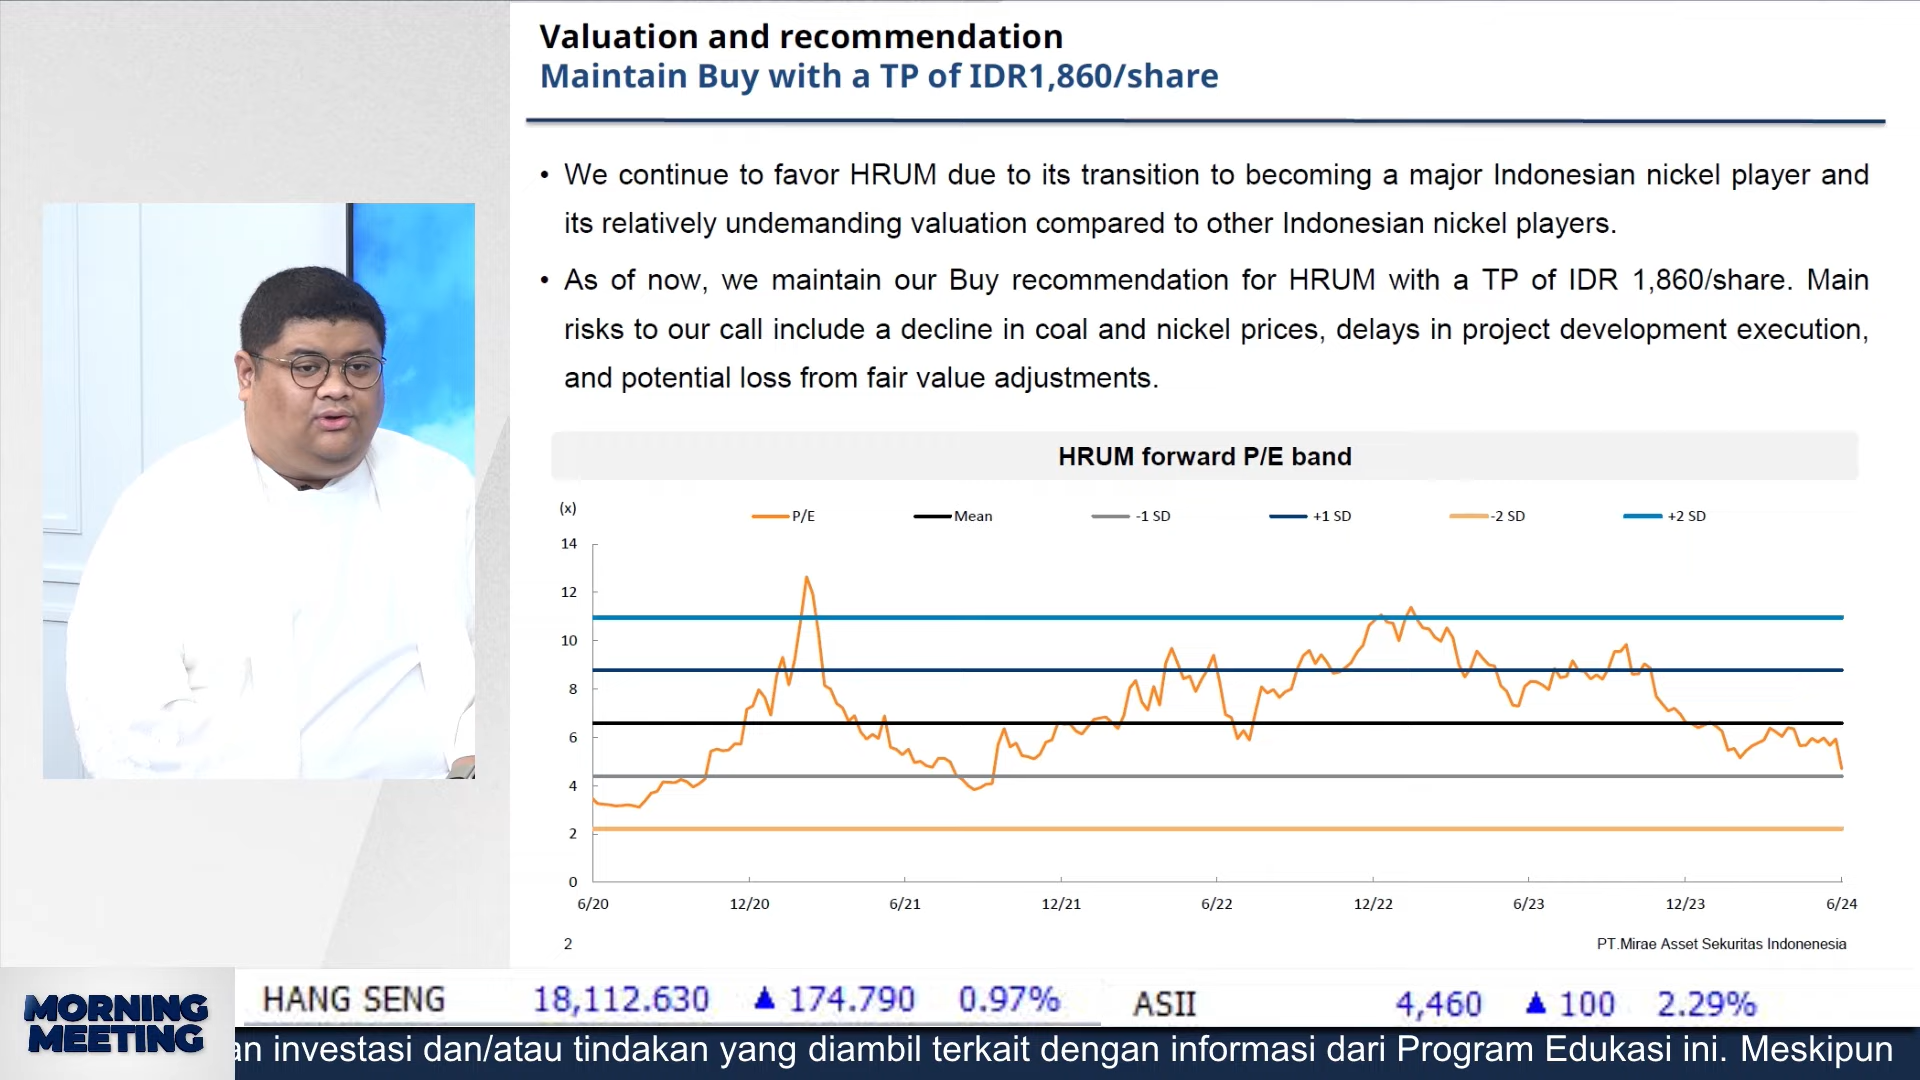 Valuation and recommendation
Maintain Buy with a TP of IDR1,860/share
• We continue to favor HRUM due to its transition to becoming a major Indonesian nickel player and
its relatively undemanding valuation compared to other Indonesian nickel players.
• As of now, we maintain our Buy recommendation for HRUM with a TP of IDR 1,860/share. Main
risks to our call include a decline in coal and nickel prices, delays in project development execution,
and potential loss from fair value adjustments.
HRUM forward P/E band
(x)
P/E Mean -1 SD +1 SD -2 SD +2 SD
14
12
10
8
6
4
2
0
6/20 12/20 6/21 12/21 6/22 12/22 6/23 12/23 6/24
2 PT.Mirae Asset Sekuritas Indonenesia
HANG SENG 18,112.630 ▲ 174.790 0.97% ASII 4,460 ▲ 100 2.29%
MORNING
MEETING
an investasi dan/atau tindakan yang diambil terkait dengan informasi dari Program Edukasi ini. Meskipun